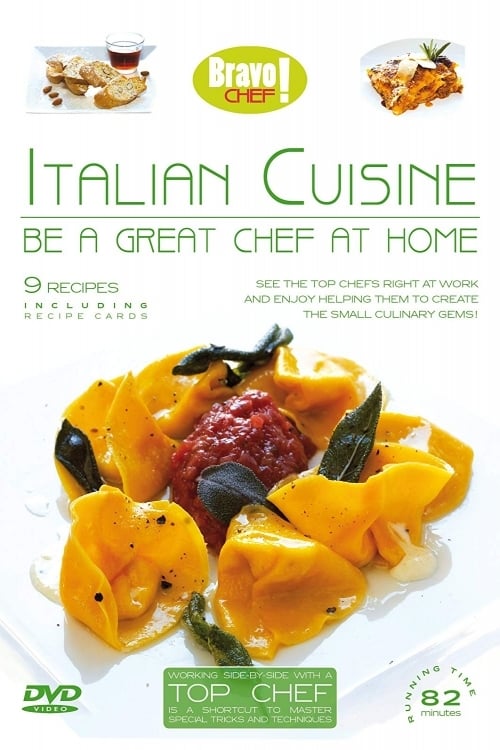 Bravo!
CHEF
ITALIAN CUISINE
BE A GREAT CHEF AT HOME
9 RECIPES
INCLUDING
RECIPE CARDS
SEE THE TOP CHEFS RIGHT AT WORK
AND ENJOY HELPING THEM TO CREATE
THE SMALL CULINARY GEMS!
WORKING SIDE-BY-SIDE WITH A
TOP CHEF
IS A SHORTCUT TO MASTER
SPECIAL TRICKS AND TECHNIQUES
DVD
VIDEO
RUNNING TIME
82
minutes